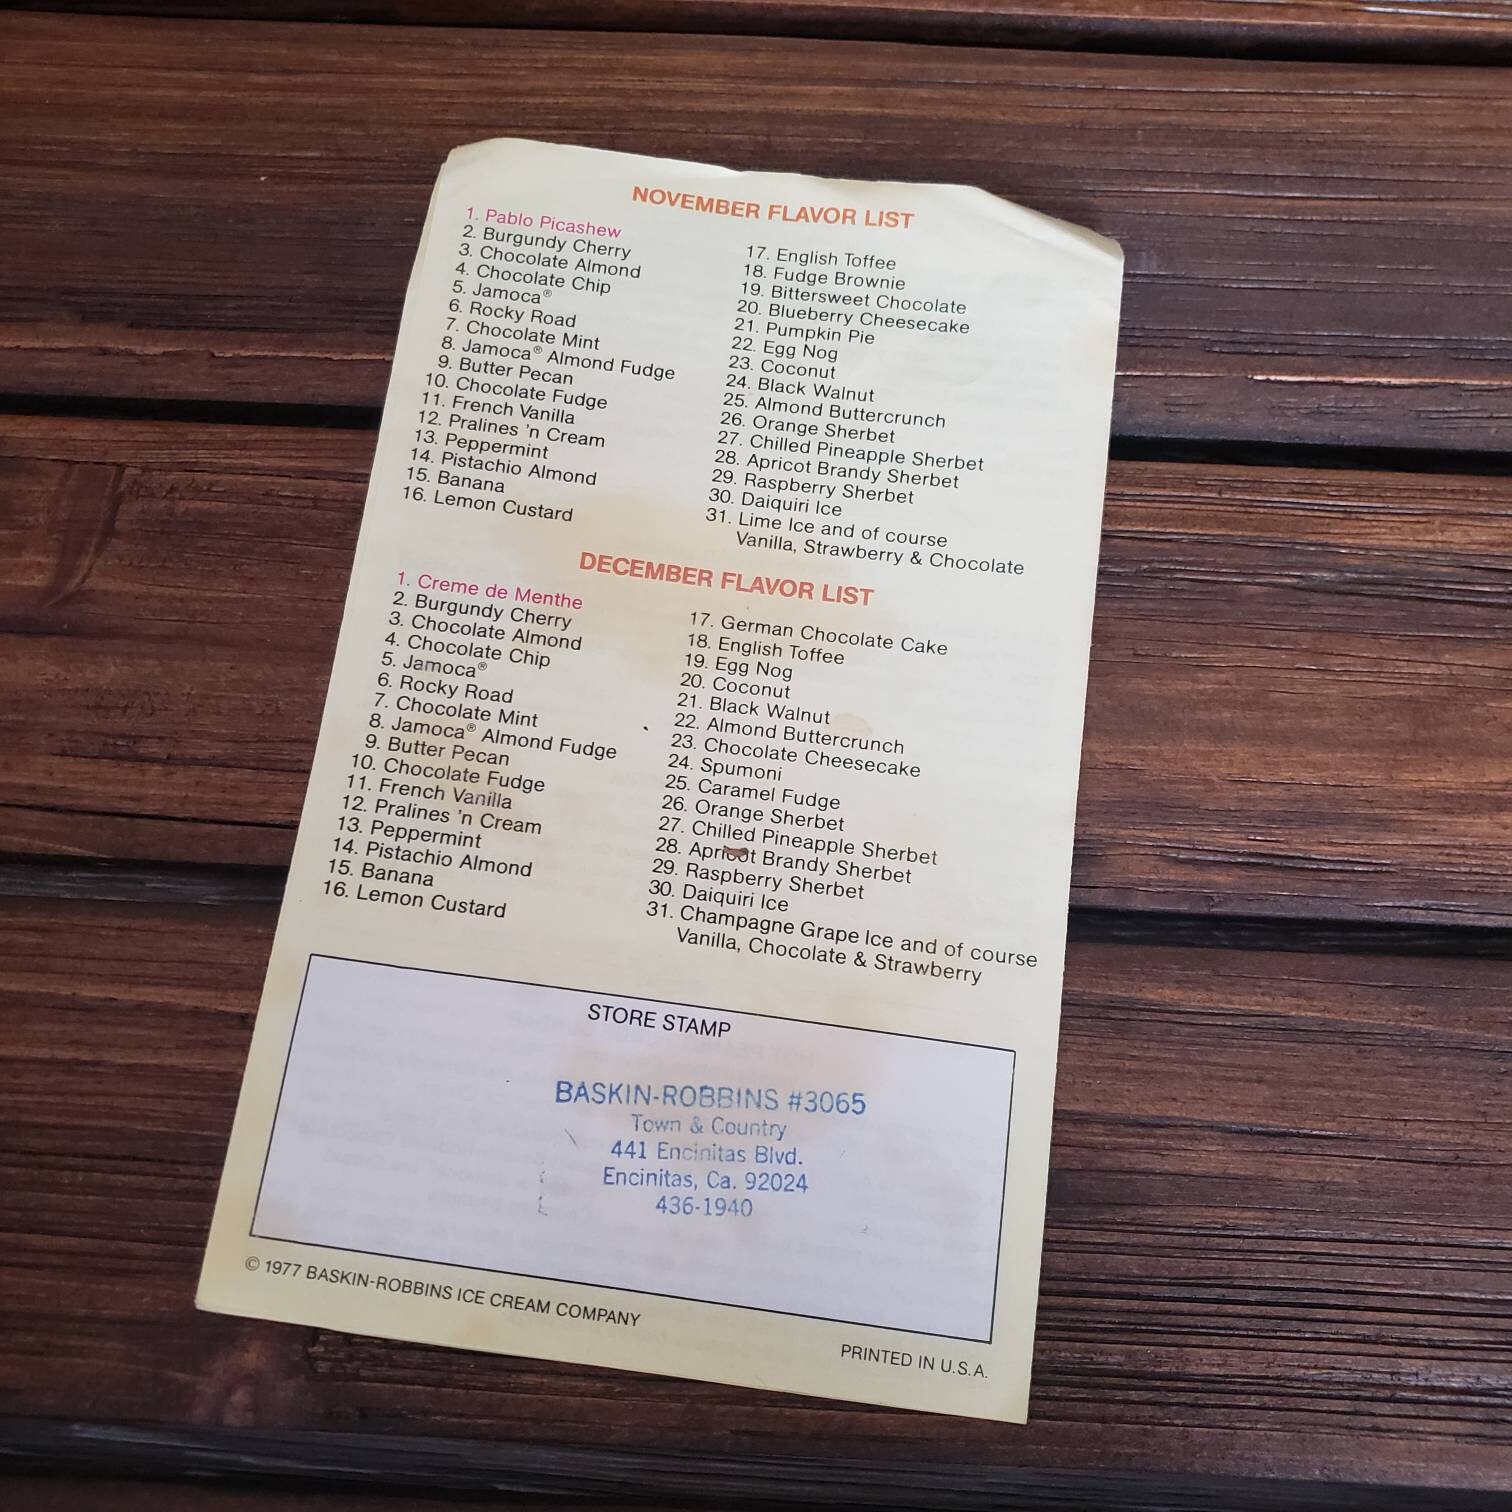 NOVEMBER FLAVOR LIST
1. Pablo Picashew
2. Burgundy Cherry
3. Chocolate Almond
4. Chocolate Chip
5. Jamoca®
6. Rocky Road
7. Chocolate Mint
8. Jamoca® Almond Fudge
9. Butter Pecan
10. Chocolate Fudge
11. French Vanilla
12. Pralines 'n Cream
13. Peppermint
14. Pistachio Almond
15. Banana
16. Lemon Custard
17. English Toffee
18. Fudge Brownie
19. Bittersweet Chocolate
20. Blueberry Cheesecake
21. Pumpkin Pie
22. Egg Nog
23. Coconut
24. Black Walnut
25. Almond Buttercrunch
26. Orange Sherbet
27. Chilled Pineapple Sherbet
28. Apricot Brandy Sherbet
29. Raspberry Sherbet
30. Daiquiri Ice
31. Lime Ice and of course
Vanilla, Strawberry & Chocolate
DECEMBER FLAVOR LIST
1. Creme de Menthe
2. Burgundy Cherry
3. Chocolate Almond
4. Chocolate Chip
5. Jamoca®
6. Rocky Road
7. Chocolate Mint
8. Jamoca® Almond Fudge
9. Butter Pecan
10. Chocolate Fudge
11. French Vanilla
12. Pralines 'n Cream
13. Peppermint
14. Pistachio Almond
15. Banana
16. Lemon Custard
17. German Chocolate Cake
18. English Toffee
19. Egg Nog
20. Coconut
21. Black Walnut
22. Almond Buttercrunch
23. Chocolate Cheesecake
24. Spumoni
25. Caramel Fudge
26. Orange Sherbet
27. Chilled Pineapple Sherbet
28. Apricot Brandy Sherbet
29. Raspberry Sherbet
30. Daiquiri Ice
31. Champagne Grape Ice and of course
Vanilla, Chocolate & Strawberry
STORE STAMP
BASKIN-ROBBINS #3065
Town & Country
441 Encinitas Blvd.
Encinitas, Ca. 92024
436-1940
© 1977 BASKIN-ROBBINS ICE CREAM COMPANY
PRINTED IN U.S.A.